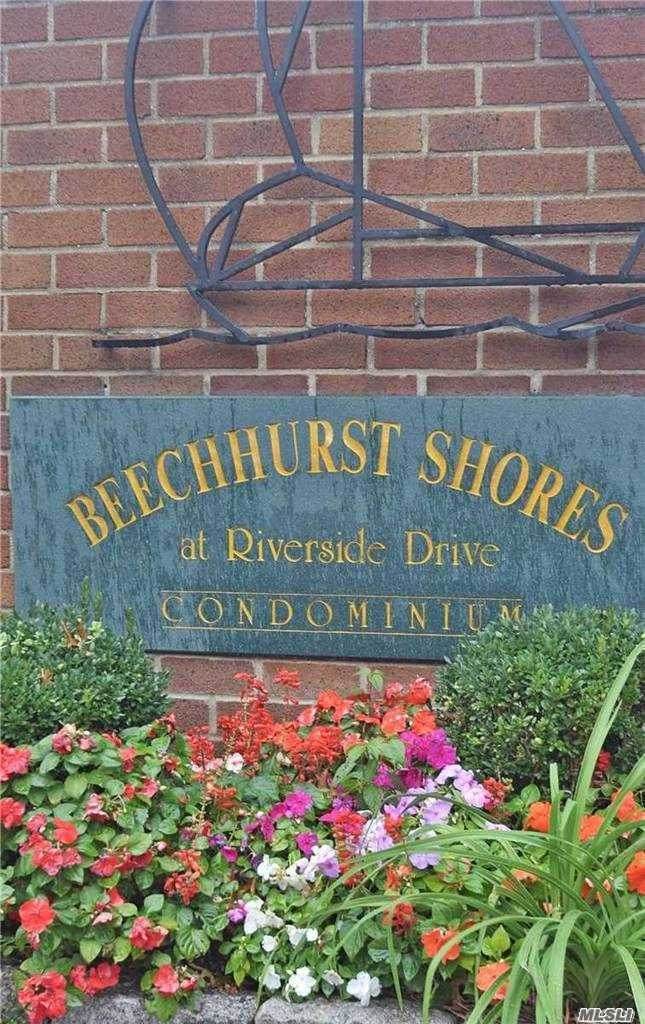 BEECHHURST SHORES
at Riverside Drive
CONDOMINIUM
MLSLI